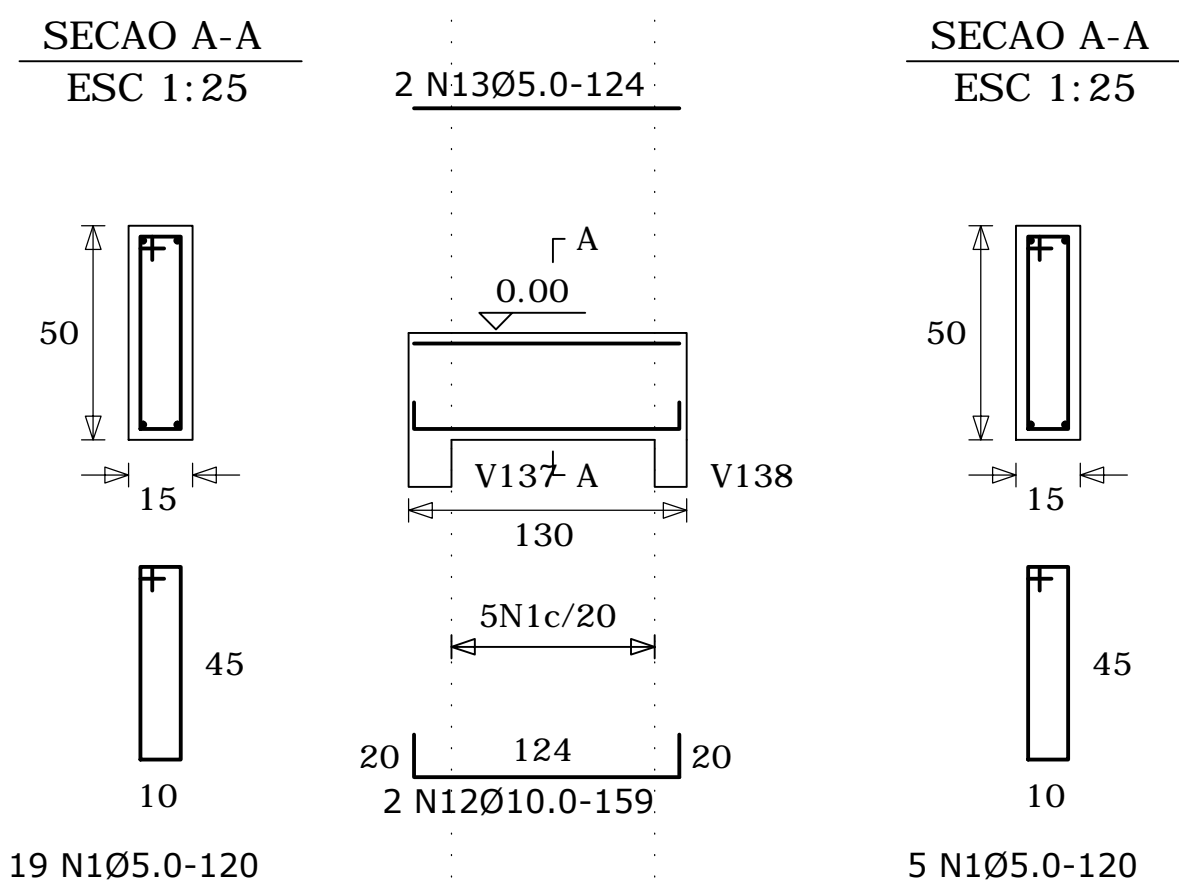 SECAO A-A
ESC 1:25
50
15
45
10
19 N1Ø5.0-120
2 N13Ø5.0-124
A
0.00
V137 A V138
130
5N1c/20
20 124 20
2 N12Ø10.0-159
SECAO A-A
ESC 1:25
50
15
45
10
5 N1Ø5.0-120